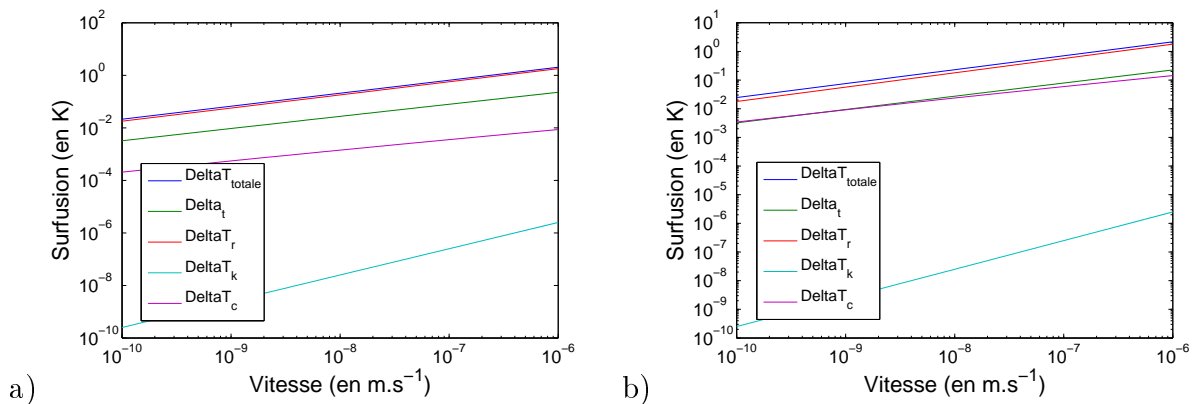 10^2
10^0
10^−2
10^−4
10^−6
10^−8
10^−10
Surfusion (en K)
DeltaT_totale
Delta_t
DeltaT_r
DeltaT_k
DeltaT_c
10^−10 10^−9 10^−8 10^−7 10^−6
Vitesse (en m.s^−1)
a)
10^1
10^0
10^−1
10^−2
10^−3
10^−4
10^−5
10^−6
10^−7
10^−8
10^−9
10^−10
Surfusion (en K)
DeltaT_totale
Delta_t
DeltaT_r
DeltaT_k
DeltaT_c
10^−10 10^−9 10^−8 10^−7 10^−6
Vitesse (en m.s^−1)
b)